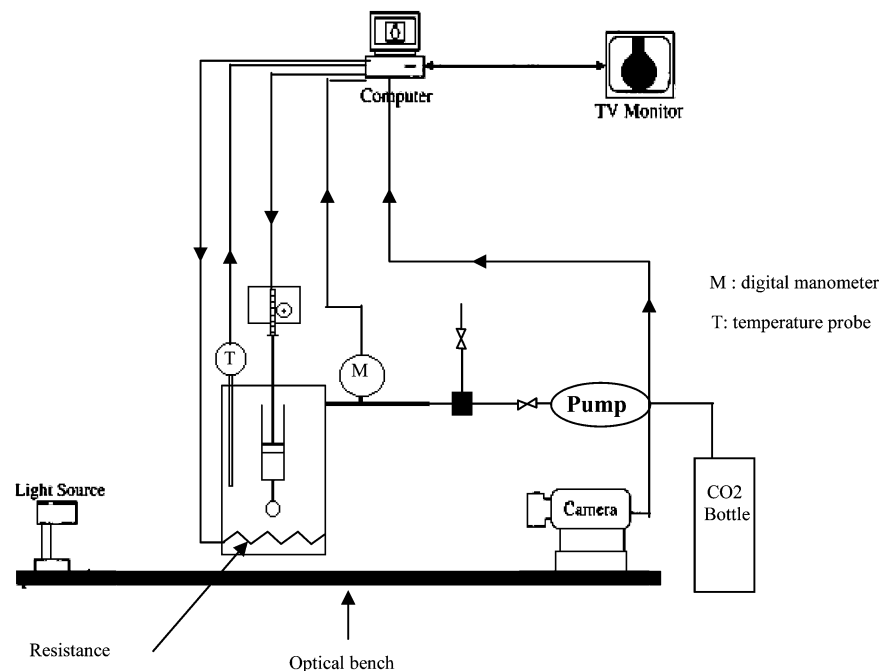 Computer
TV Monitor
M : digital manometer
T: temperature probe
T
M
Pump
Light Source
Camera
CO2
Bottle
Resistance
Optical bench